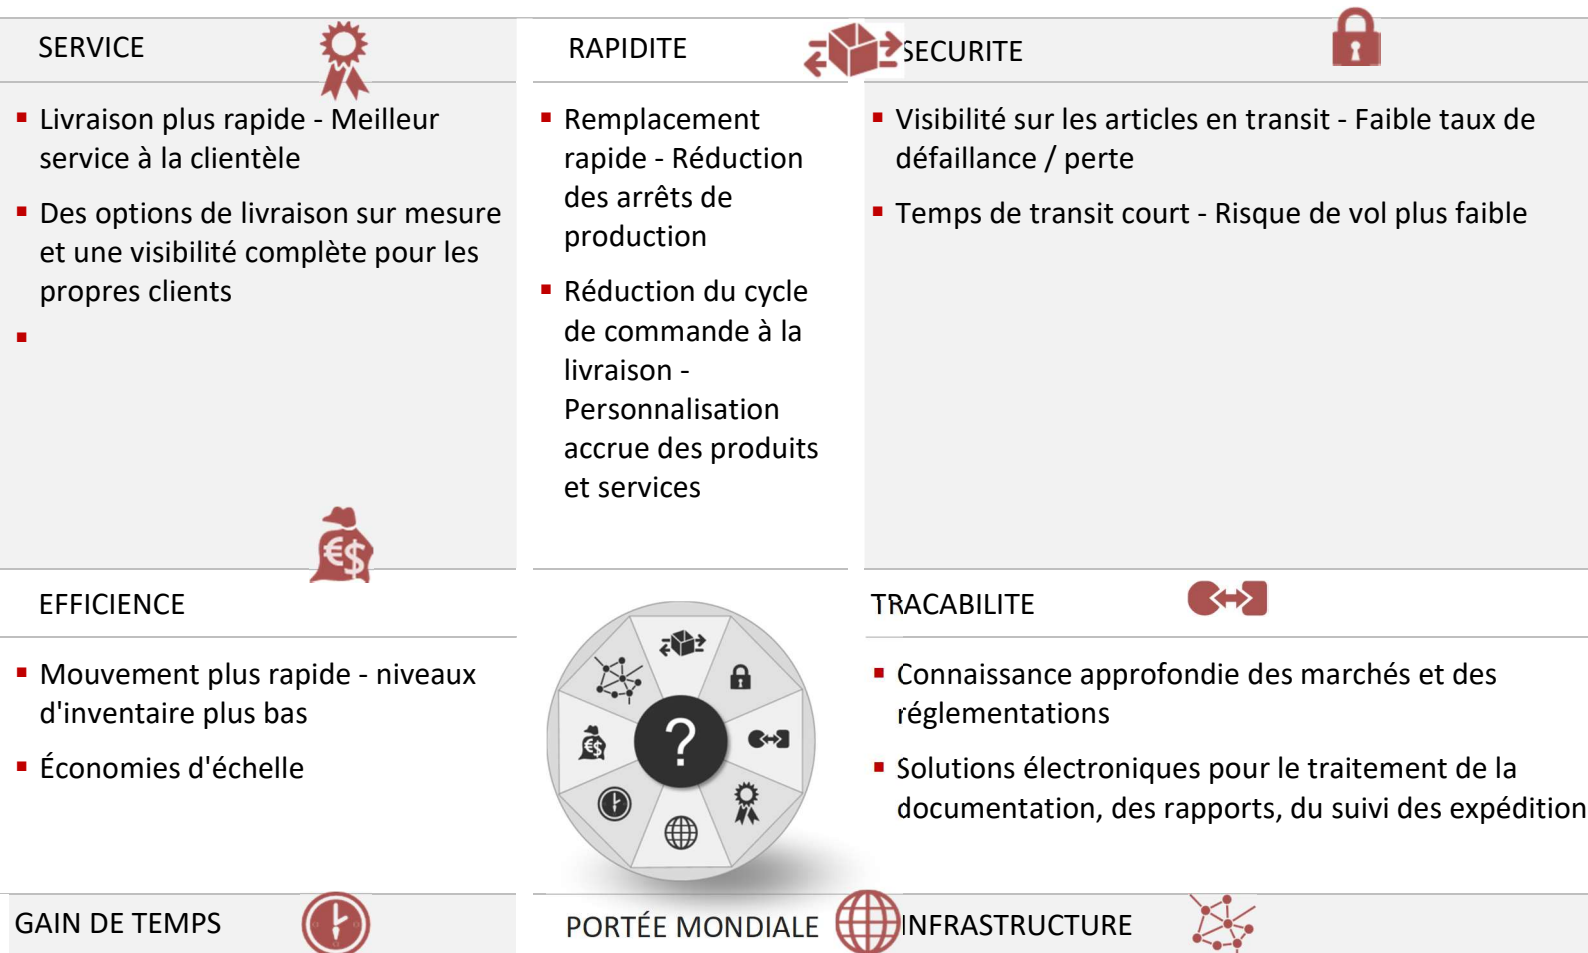 SERVICE
Livraison plus rapide - Meilleur
service à la clientèle
Des options de livraison sur mesure
et une visibilité complète pour les
propres clients
RAPIDITE
Remplacement
rapide - Réduction
des arrêts de
production
Réduction du cycle
de commande à la
livraison -
Personnalisation
accrue des produits
et services
SECURITE
Visibilité sur les articles en transit - Faible taux de
défaillance / perte
Temps de transit court - Risque de vol plus faible
€$
EFFICIENCE
Mouvement plus rapide - niveaux
d'inventaire plus bas
Économies d'échelle
€$
?
TRACABILITE
Connaissance approfondie des marchés et des
réglementations
Solutions électroniques pour le traitement de la
documentation, des rapports, du suivi des expédition
GAIN DE TEMPS
PORTÉE MONDIALE
INFRASTRUCTURE